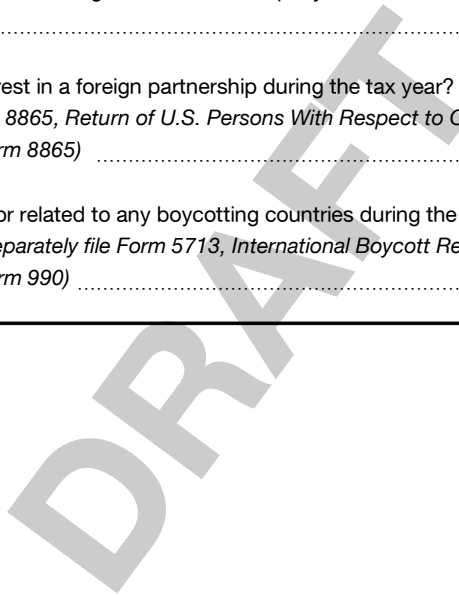 rest in a foreign partnership during the tax year?
8865, Return of U.S. Persons With Respect to
rm 8865)
or related to any boycotting countries during the
eparately file Form 5713, International Boycott Re
rm 990)
DRAFT